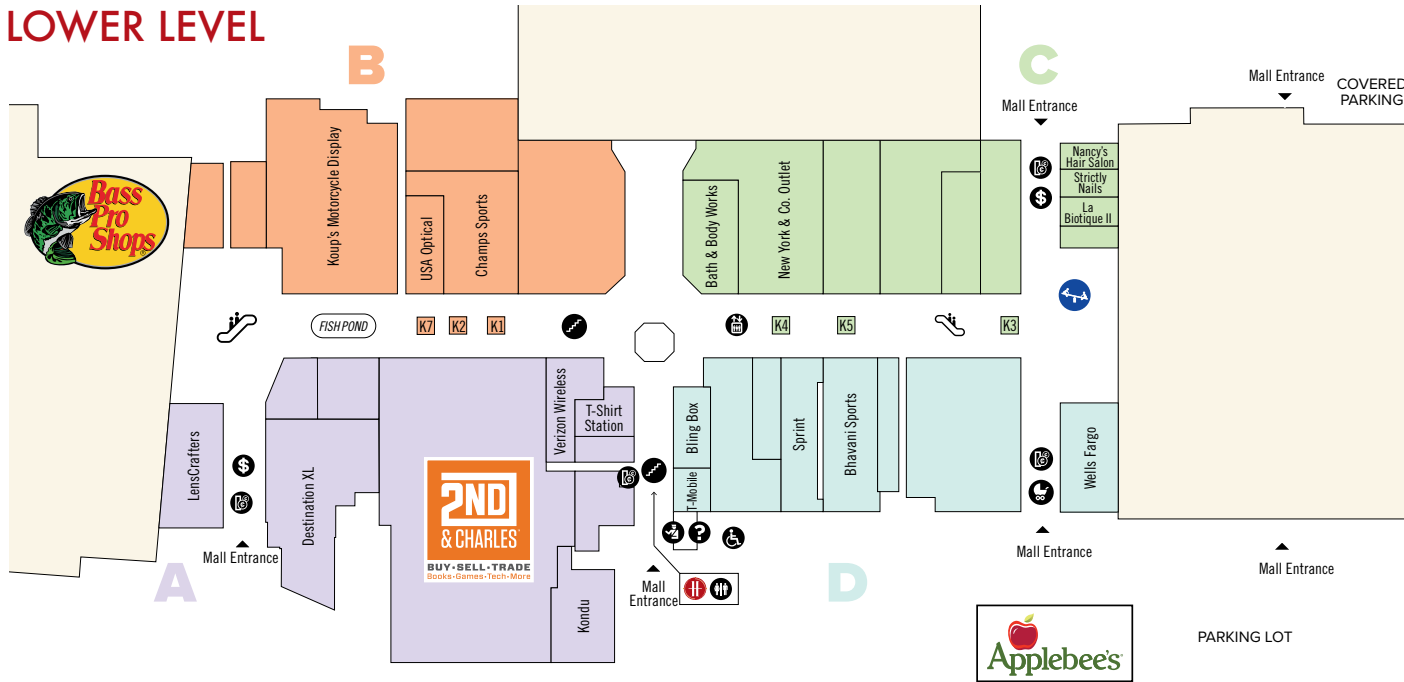 LOWER LEVEL
B
C
Mall Entrance
COVERED
PARKING
Mall Entrance
Bass
Pro
Shops
®
Koup's Motorcycle Display
USA Optical
Champs Sports
Bath & Body Works
New York & Co. Outlet
Nancy's
Hair Salon
Strictly
Nails
La
Biotique II
$
FISH POND
K7
K2
K1
K4
K5
K3
LensCrafters
$
Destination XL
Mall Entrance
A
2ND
& CHARLES
BUY·SELL·TRADE
Books·Games·Tech·More
Verizon Wireless
T-Shirt
Station
Kondu
Bling Box
T-Mobile
?
Mall
Entrance
Sprint
Bhavani Sports
D
Wells Fargo
Mall Entrance
Mall Entrance
Applebee's
PARKING LOT